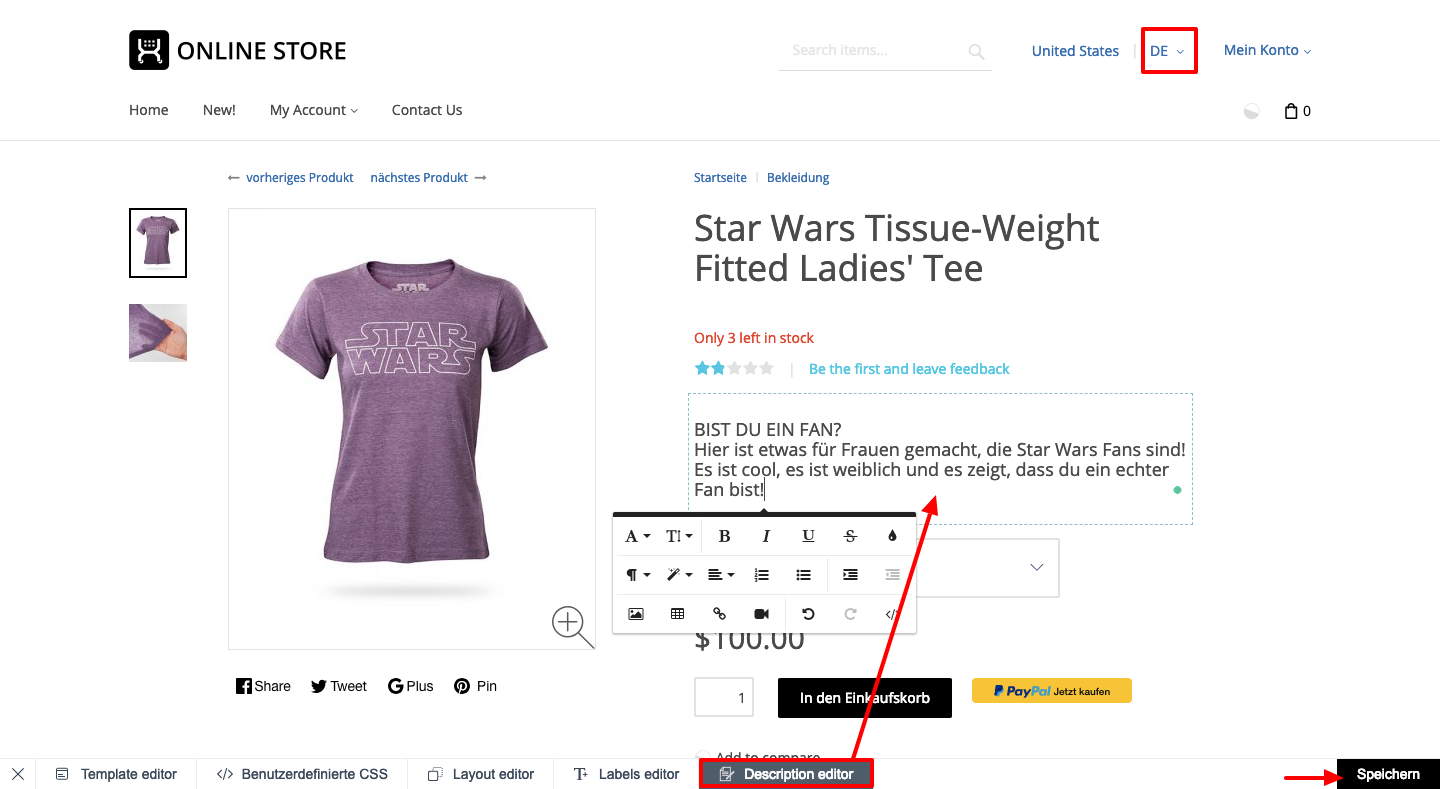 ONLINE STORE
Search items...
United States
DE
Mein Konto
Home
New!
My Account
Contact Us
0
vorheriges Produkt
nächstes Produkt
Startseite
Bekleidung
Star Wars Tissue-Weight
Fitted Ladies' Tee
STAR
STAR
WARS
Only 3 left in stock
Be the first and leave feedback
BIST DU EIN FAN?
Hier ist etwas für Frauen gemacht, die Star Wars Fans sind!
Es ist cool, es ist weiblich und es zeigt, dass du ein echter
Fan bist!
$100.00
Share
Tweet
Plus
Pin
1
In den Einkaufskorb
PayPal Jetzt kaufen
Add to compare
Template editor
Benutzerdefinierte CSS
Layout editor
Labels editor
Description editor
Speichern